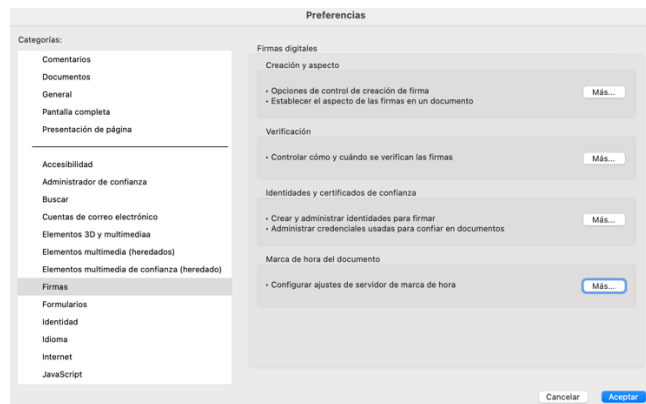 Preferencias
Categorías:
Comentarios
Documentos
General
Pantalla completa
Presentación de página
Accesibilidad
Administrador de confianza
Buscar
Cuentas de correo electrónico
Elementos 3D y multimediaa
Elementos multimedia (heredados)
Elementos multimedia de confianza (heredado)
Firmas
Formularios
Identidad
Idioma
Internet
JavaScript
Firmas digitales
Creación y aspecto
• Opciones de control de creación de firma
• Establecer el aspecto de las firmas en un documento
Más...
Verificación
• Controlar cómo y cuándo se verifican las firmas
Más...
Identidades y certificados de confianza
• Crear y administrar identidades para firmar
• Administrar credenciales usadas para confiar en documentos
Más...
Marca de hora del documento
• Configurar ajustes de servidor de marca de hora
Más...
Cancelar
Aceptar